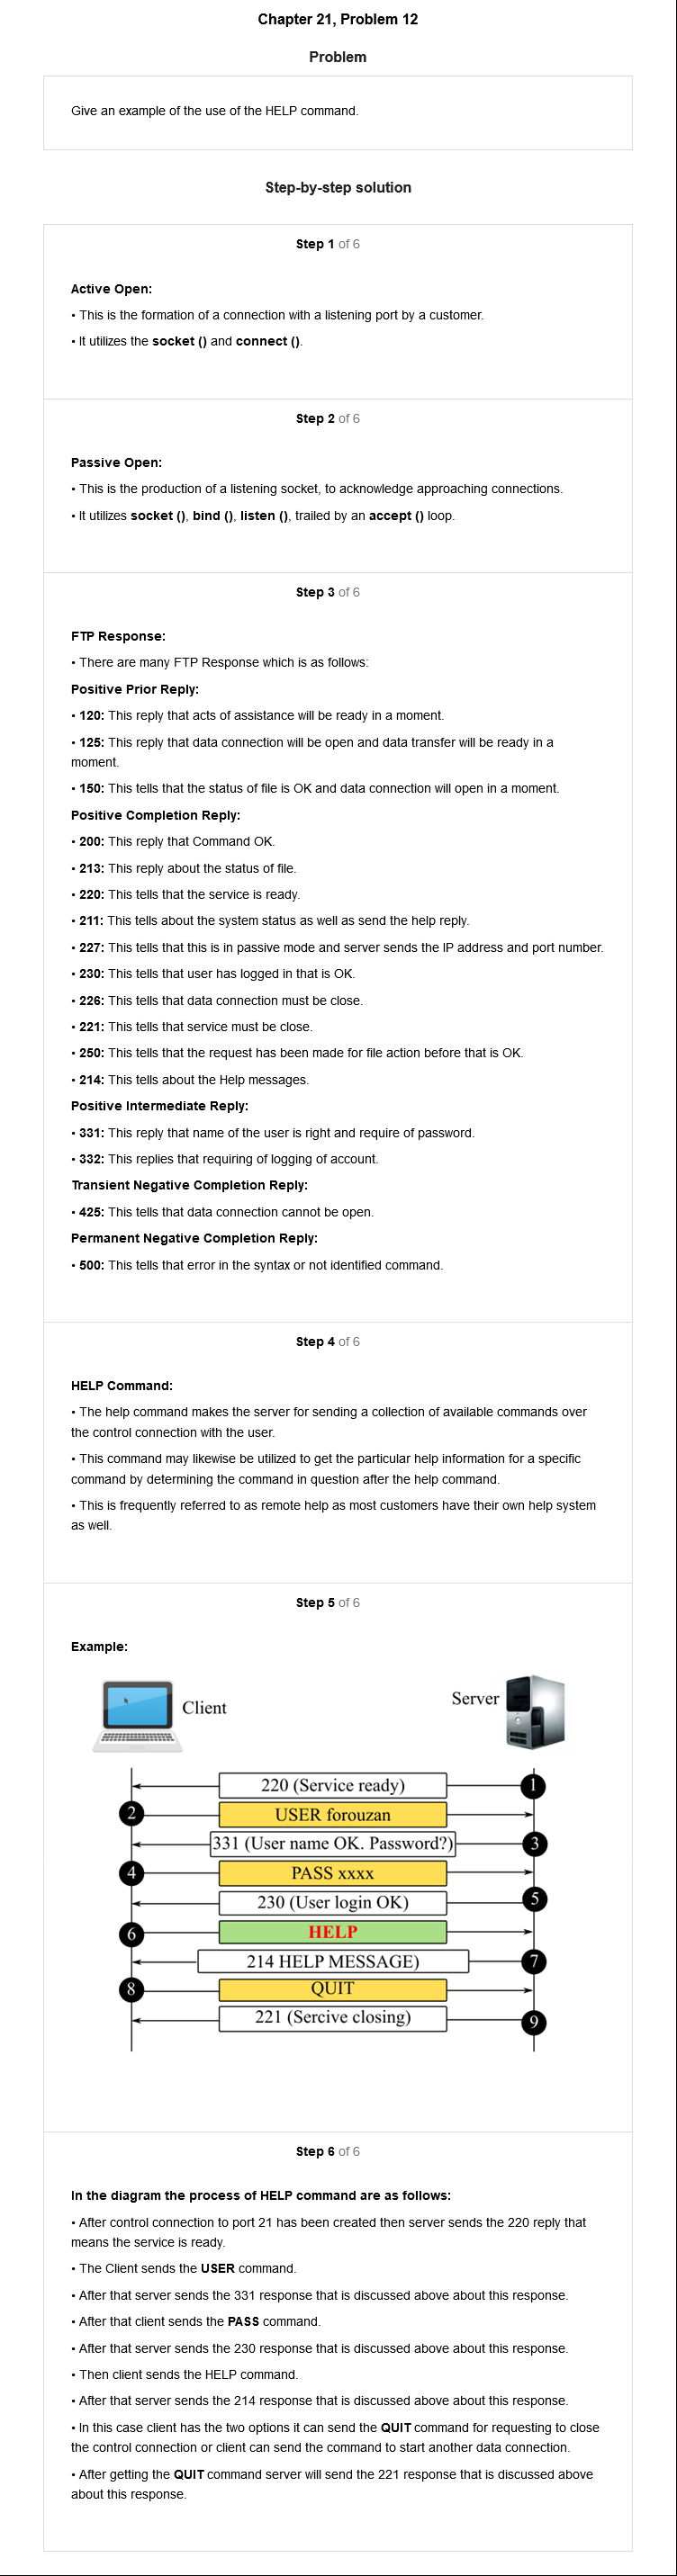 Chapter 21, Problem 12
Problem
Give an example of the use of the HELP command.
Step-by-step solution
Step 1 of 6
Active Open:
• This is the formation of a connection with a listening port by a customer.
• It utilizes the socket () and connect ().
Step 2 of 6
Passive Open:
• This is the production of a listening socket, to acknowledge approaching connections.
• It utilizes socket (), bind (), listen (), trailed by an accept () loop.
Step 3 of 6
FTP Response:
• There are many FTP Response which is as follows:
Positive Prior Reply:
• 120: This reply that acts of assistance will be ready in a moment.
• 125: This reply that data connection will be open and data transfer will be ready in a
moment.
• 150: This tells that the status of file is OK and data connection will open in a moment.
Positive Completion Reply:
• 200: This reply that Command OK.
• 213: This reply about the status of file.
• 220: This tells that the service is ready.
• 211: This tells about the system status as well as send the help reply.
• 227: This tells that this is in passive mode and server sends the IP address and port number.
• 230: This tells that user has logged in that is OK.
• 226: This tells that data connection must be close.
• 221: This tells that service must be close.
• 250: This tells that the request has been made for file action before that is OK.
• 214: This tells about the Help messages.
Positive Intermediate Reply:
• 331: This reply that name of the user is right and require of password.
• 332: This replies that requiring of logging of account.
Transient Negative Completion Reply:
• 425: This tells that data connection cannot be open.
Permanent Negative Completion Reply:
• 500: This tells that error in the syntax or not identified command.
Step 4 of 6
HELP Command:
• The help command makes the server for sending a collection of available commands over
the control connection with the user.
• This command may likewise be utilized to get the particular help information for a specific
command by determining the command in question after the help command.
• This is frequently referred to as remote help as most customers have their own help system
as well.
Step 5 of 6
Example:
Client
Server
220 (Service ready) 1
2 USER forouzan
331 (User name OK. Password?) 3
4 PASS xxxx
230 (User login OK) 5
6 HELP
214 HELP MESSAGE) 7
8 QUIT
221 (Sercive closing) 9
Step 6 of 6
In the diagram the process of HELP command are as follows:
• After control connection to port 21 has been created then server sends the 220 reply that
means the service is ready.
• The Client sends the USER command.
• After that server sends the 331 response that is discussed above about this response.
• After that client sends the PASS command.
• After that server sends the 230 response that is discussed above about this response.
• Then client sends the HELP command.
• After that server sends the 214 response that is discussed above about this response.
• In this case client has the two options it can send the QUIT command for requesting to close
the control connection or client can send the command to start another data connection.
• After getting the QUIT command server will send the 221 response that is discussed above
about this response.